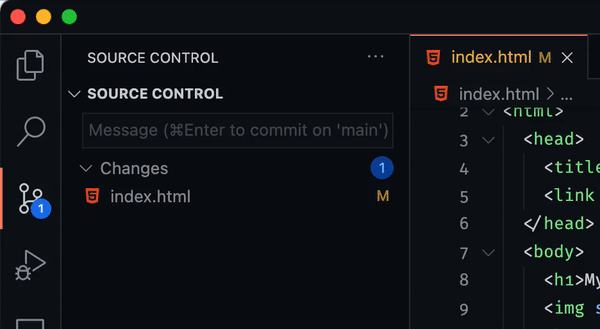 SOURCE CONTROL ...
SOURCE CONTROL
Message (⌘Enter to commit on 'main')
Changes 1
index.html M
1
index.html M
index.html > ...
2 <html>
3 <head>
4 <title
5 <link
6 </head>
7 <body>
8 <h1>My
9 <img s